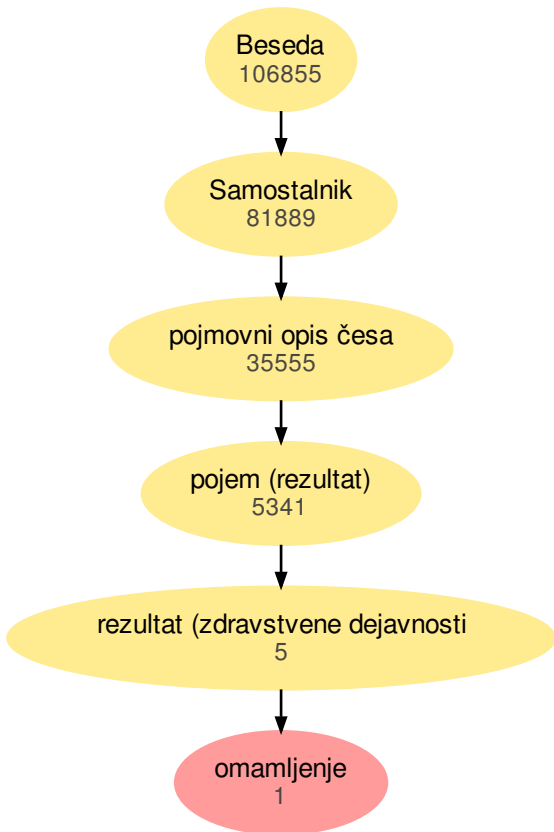 Beseda
106855
Samostalnik
81889
pojmovni opis česa
35555
pojem (rezultat)
5341
rezultat (zdravstvene dejavnosti
5
omamljenje
1